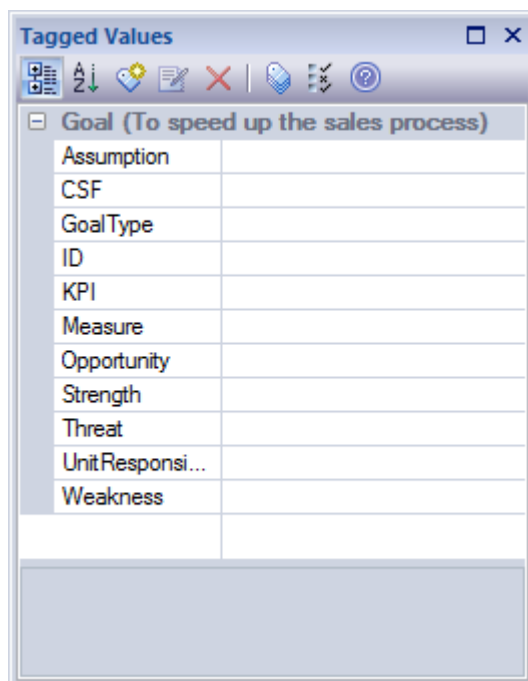 Tagged Values
Goal (To speed up the sales process)
Assumption
CSF
GoalType
ID
KPI
Measure
Opportunity
Strength
Threat
UnitResponsi...
Weakness